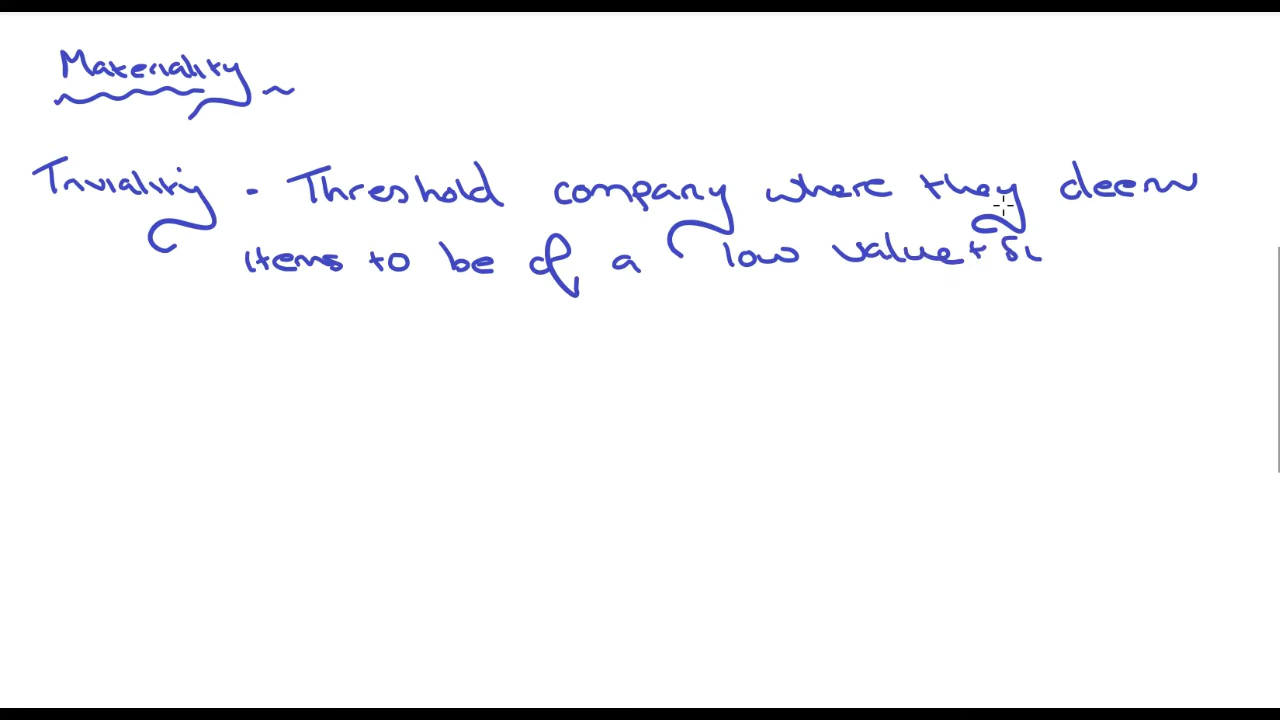 Materiality
Triviality - Threshold company where they deem
items to be of a low value +